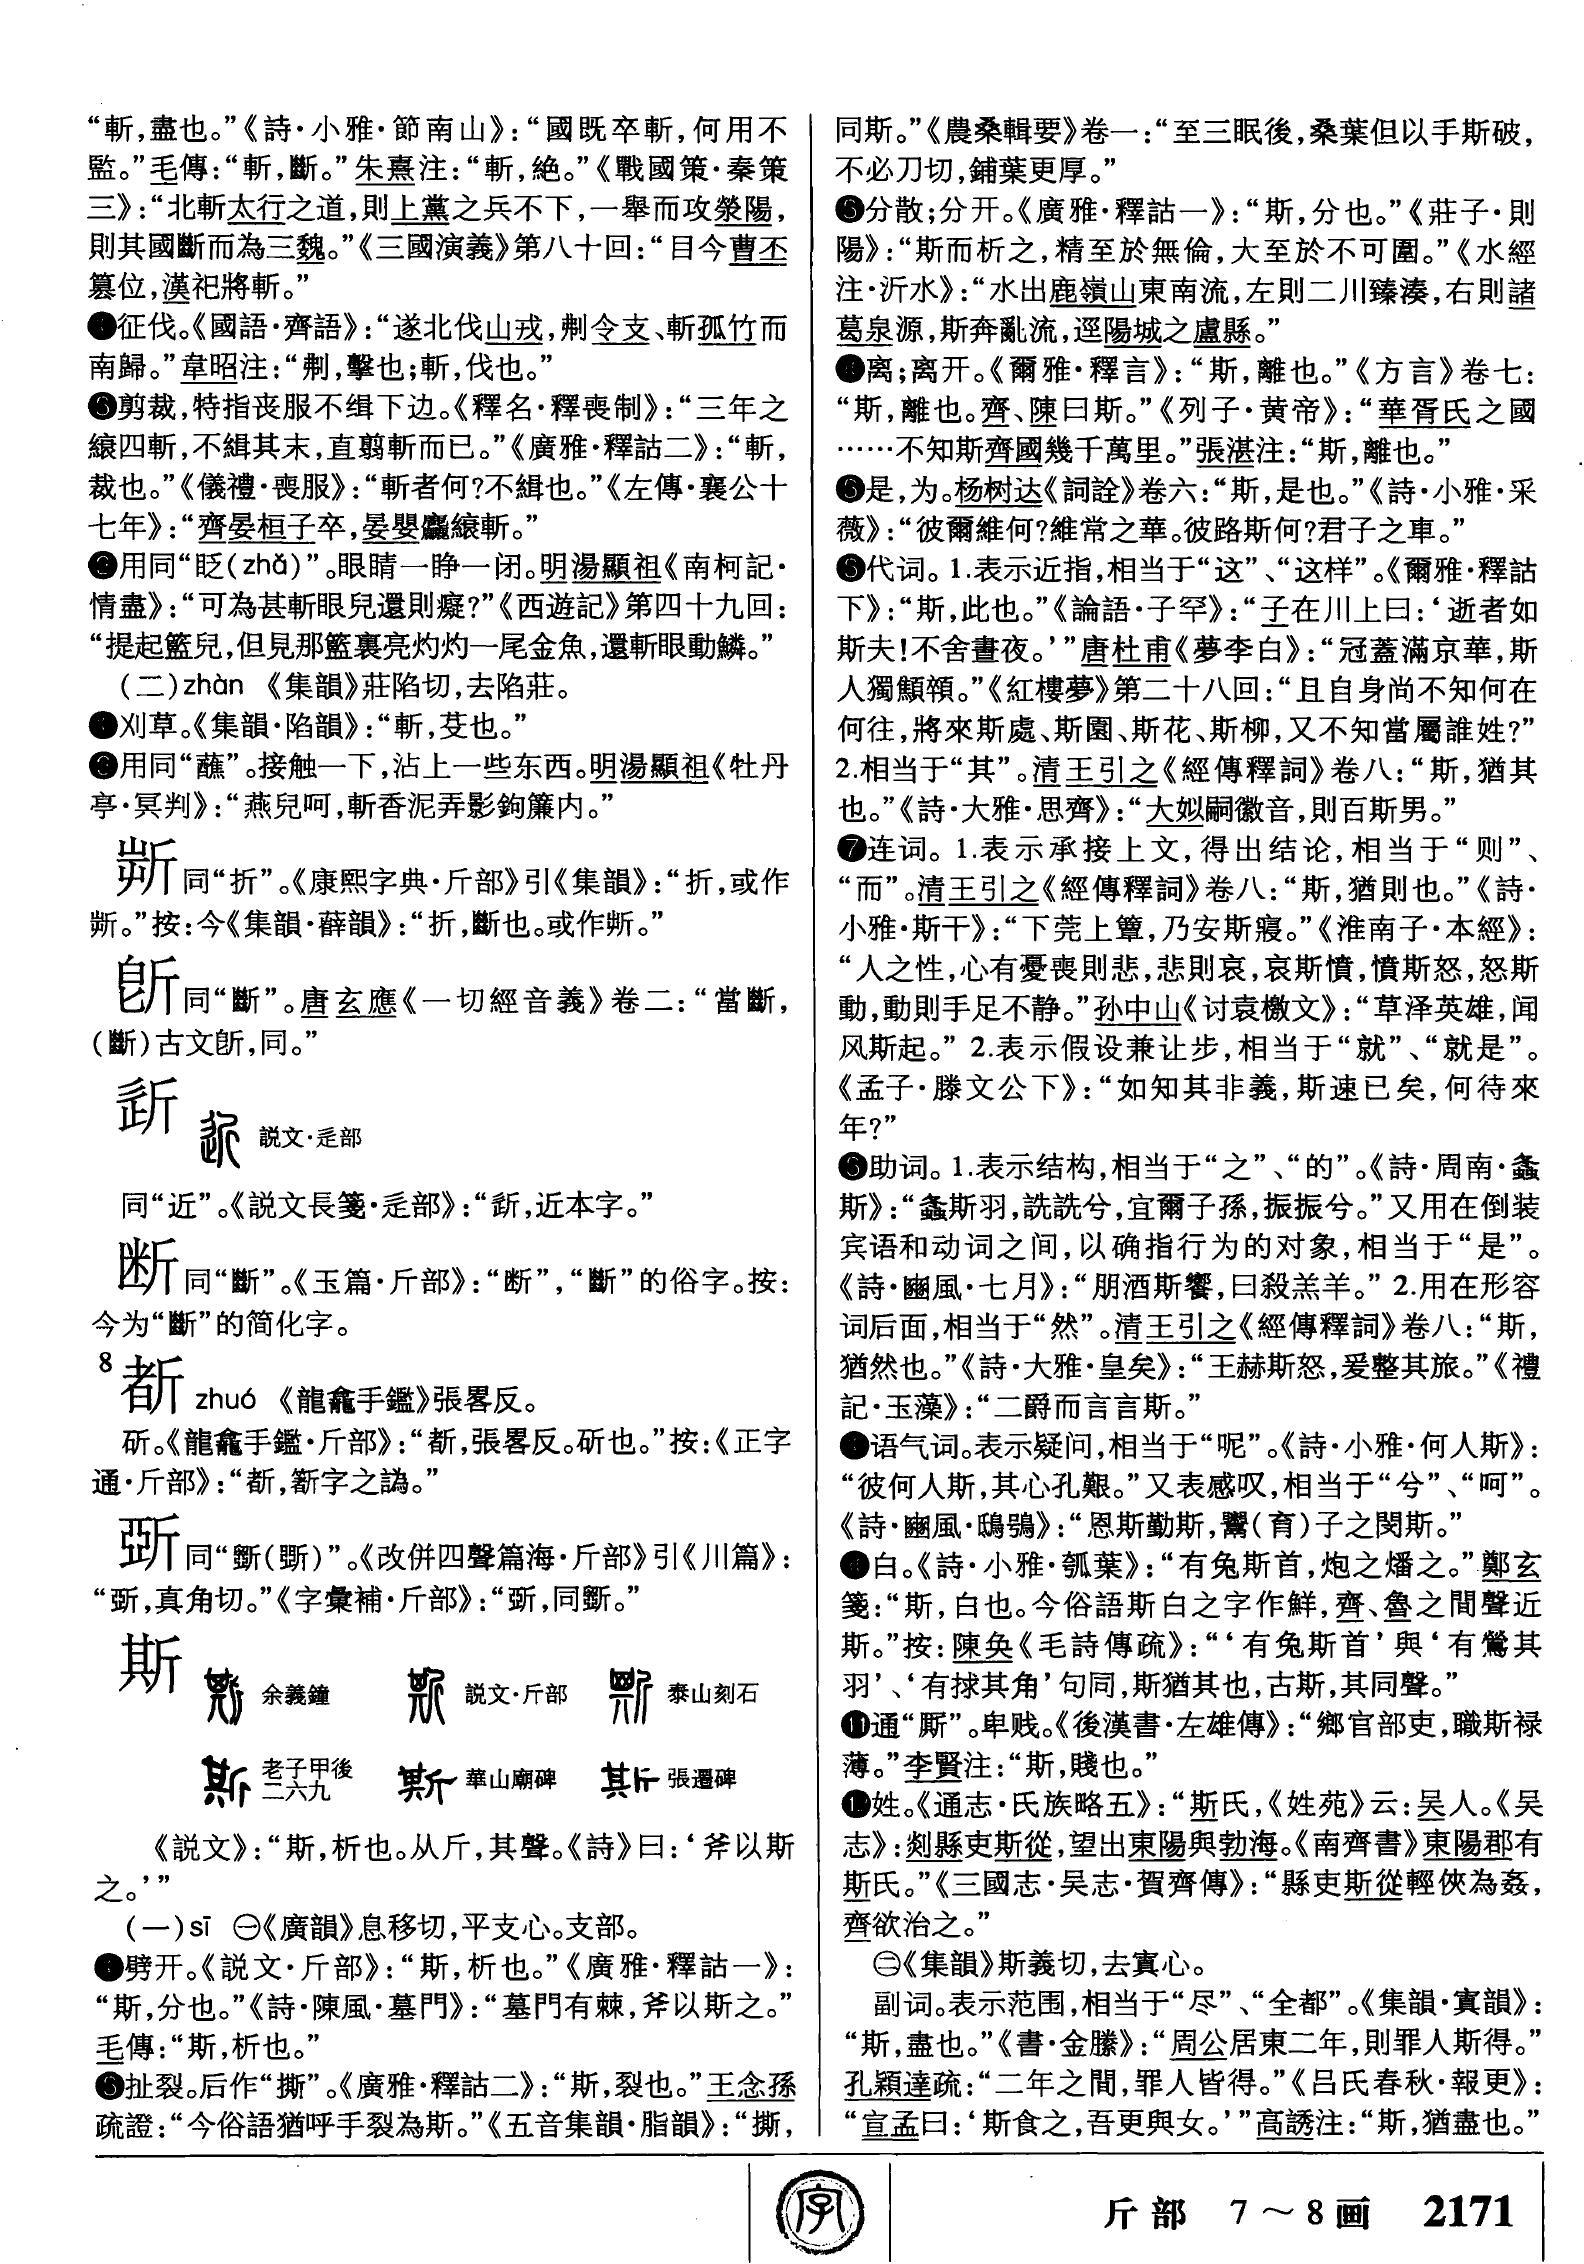 “斬，盡也。”《詩·小雅·節南山》：“國既卒斬，何用不
監。”毛傳：“斬，斷。”朱熹注：“斬，絶。”《戰國策·秦策
三》：“北斬太行之道，則上黨之兵不下，一舉而攻滎陽，
則其國斷而為三魏。”《三國演義》第八十回：“目今曹丕
篡位，漢祀將斬。”
❹征伐。《國語·齊語》：“遂北伐山戎，刜令支、斬孤竹而
南歸。”韋昭注：“刜，擊也；斬，伐也。”
❺剪裁，特指丧服不缉下边。《釋名·釋喪制》：“三年之
縗四斬，不緝其末，直翦斬而已。”《廣雅·釋詁二》：“斬，
裁也。”《儀禮·喪服》：“斬者何？不緝也。”《左傳·襄公十
七年》：“齊晏桓子卒，晏嬰麤縗斬。”
用同“眨(zhǎ)”。眼睛一睁一闭。明湯顯祖《南柯記·
情盡》：“可為甚斬眼兒還則癡？”《西遊記》第四十九回：
“提起籃兒，但見那籃裏亮灼灼一尾金魚，還斬眼動鱗。”
(二)zhàn 《集韻》莊陷切，去陷莊。
❶刈草。《集韻·陷韻》：“斬，芟也。”
❷用同“蘸”。接触一下，沾上一些东西。明湯顯祖《牡丹
亭·冥判》：“燕兒呵，斬香泥弄影鉤簾内。”
同“折”。《康熙字典·斤部》引《集韻》：“折，或作
。”按：今《集韻·薛韻》：“折，斷也。或作。”
同“斷”。唐玄應《一切經音義》卷二：“當斷，
(斷)古文，同。”
説文·辵部
同“近”。《説文長箋·辵部》：“，近本字。”
断 同“斷”。《玉篇·斤部》：“断”，“斷”的俗字。按：
今为“斷”的简化字。
8
zhuó 《龍龕手鑑》張畧反。
斫。《龍龕手鑑·斤部》：“，張畧反。斫也。”按：《正字
通·斤部》：“，字之譌。”
同“”。《改併四聲篇海·斤部》引《川篇》：
“，真角切。”《字彙補·斤部》：“，同。”
斯 余義鐘 説文·斤部 泰山刻石
老子甲後二六九 華山廟碑 張遷碑
《説文》：“斯，析也。从斤，其聲。《詩》曰：‘斧以斯
之。’”
(一)sī ㊀《廣韻》息移切，平支心。支部。
❶劈开。《説文·斤部》：“斯，析也。”《廣雅·釋詁一》：
“斯，分也。”《詩·陳風·墓門》：“墓門有棘，斧以斯之。”
毛傳：“斯，析也。”
❷扯裂。后作“撕”。《廣雅·釋詁二》：“斯，裂也。”王念孫
疏證：“今俗語猶呼手裂為斯。”《五音集韻·脂韻》：“撕，
同斯。”《農桑輯要》卷一：“至三眠後，桑葉但以手斯破，
不必刀切，鋪葉更厚。”
❸分散；分开。《廣雅·釋詁一》：“斯，分也。”《莊子·則
陽》：“斯而析之，精至於無倫，大至於不可圍。”《水經
注·沂水》：“水出鹿嶺山東南流，左則二川臻湊，右則諸
葛泉源，斯奔亂流，逕陽城之盧縣。”
❹离；离开。《爾雅·釋言》：“斯，離也。”《方言》卷七：
“斯，離也。齊、陳曰斯。”《列子·黄帝》：“華胥氏之國
……不知斯齊國幾千萬里。”張湛注：“斯，離也。”
❺是，为。杨树达《詞詮》卷六：“斯，是也。”《詩·小雅·采
薇》：“彼爾維何？維常之華。彼路斯何？君子之車。”
❻代词。1.表示近指，相当于“这”、“这样”。《爾雅·釋詁
下》：“斯，此也。”《論語·子罕》：“子在川上曰：‘逝者如
斯夫！不舍晝夜。’”唐杜甫《夢李白》：“冠蓋滿京華，斯
人獨顦顇。”《紅樓夢》第二十八回：“且自身尚不知何在
何往，將來斯處、斯園、斯花、斯柳，又不知當屬誰姓？”
2.相当于“其”。清王引之《經傳釋詞》卷八：“斯，猶其
也。”《詩·大雅·思齊》：“大姒嗣徽音，則百斯男。”
❼连词。1.表示承接上文，得出结论，相当于“则”、
“而”。清王引之《經傳釋詞》卷八：“斯，猶則也。”《詩·
小雅·斯干》：“下莞上簟，乃安斯寢。”《淮南子·本經》：
“人之性，心有憂喪則悲，悲則哀，哀斯憤，憤斯怒，怒斯
動，動則手足不静。”孙中山《讨袁檄文》：“草泽英雄，闻
风斯起。”2.表示假设兼让步，相当于“就”、“就是”。
《孟子·滕文公下》：“如知其非義，斯速已矣，何待來
年？”
❽助词。1.表示结构，相当于“之”、“的”。《詩·周南·螽
斯》：“螽斯羽，詵詵兮，宜爾子孫，振振兮。”又用在倒装
宾语和动词之间，以确指行为的对象，相当于“是”。
《詩·豳風·七月》：“朋酒斯饗，曰殺羔羊。”2.用在形容
词后面，相当于“然”。清王引之《經傳釋詞》卷八：“斯，
猶然也。”《詩·大雅·皇矣》：“王赫斯怒，爰整其旅。”《禮
記·玉藻》：“二爵而言言斯。”
❾语气词。表示疑问，相当于“呢”。《詩·小雅·何人斯》：
“彼何人斯，其心孔艱。”又表感叹，相当于“兮”、“呵”。
《詩·豳風·鴟鴞》：“恩斯勤斯，鬻(育)子之閔斯。”
❿白。《詩·小雅·瓠葉》：“有兔斯首，炮之燔之。”鄭玄
箋：“斯，白也。今俗語斯白之字作鮮，齊、魯之間聲近
斯。”按：陳奂《毛詩傳疏》：“‘有兔斯首’與‘有鶯其
羽’、‘有捄其角’句同，斯猶其也，古斯，其同聲。”
⓫通“厮”。卑贱。《後漢書·左雄傳》：“鄉官部吏，職斯禄
薄。”李賢注：“斯，賤也。”
⓬姓。《通志·氏族略五》：“斯氏，《姓苑》云：吴人。《吴
志》：剡縣吏斯從，望出東陽與勃海。《南齊書》東陽郡有
斯氏。”《三國志·吴志·賀齊傳》：“縣吏斯從輕俠為姦，
齊欲治之。”
㊁《集韻》斯義切，去寘心。
副词。表示范围，相当于“尽”、“全都”。《集韻·寘韻》：
“斯，盡也。”《書·金縢》：“周公居東二年，則罪人斯得。”
孔穎達疏：“二年之間，罪人皆得。”《吕氏春秋·報更》：
“宣孟曰：‘斯食之，吾更與女。’”高誘注：“斯，猶盡也。”
字
斤部 7～8画 2171